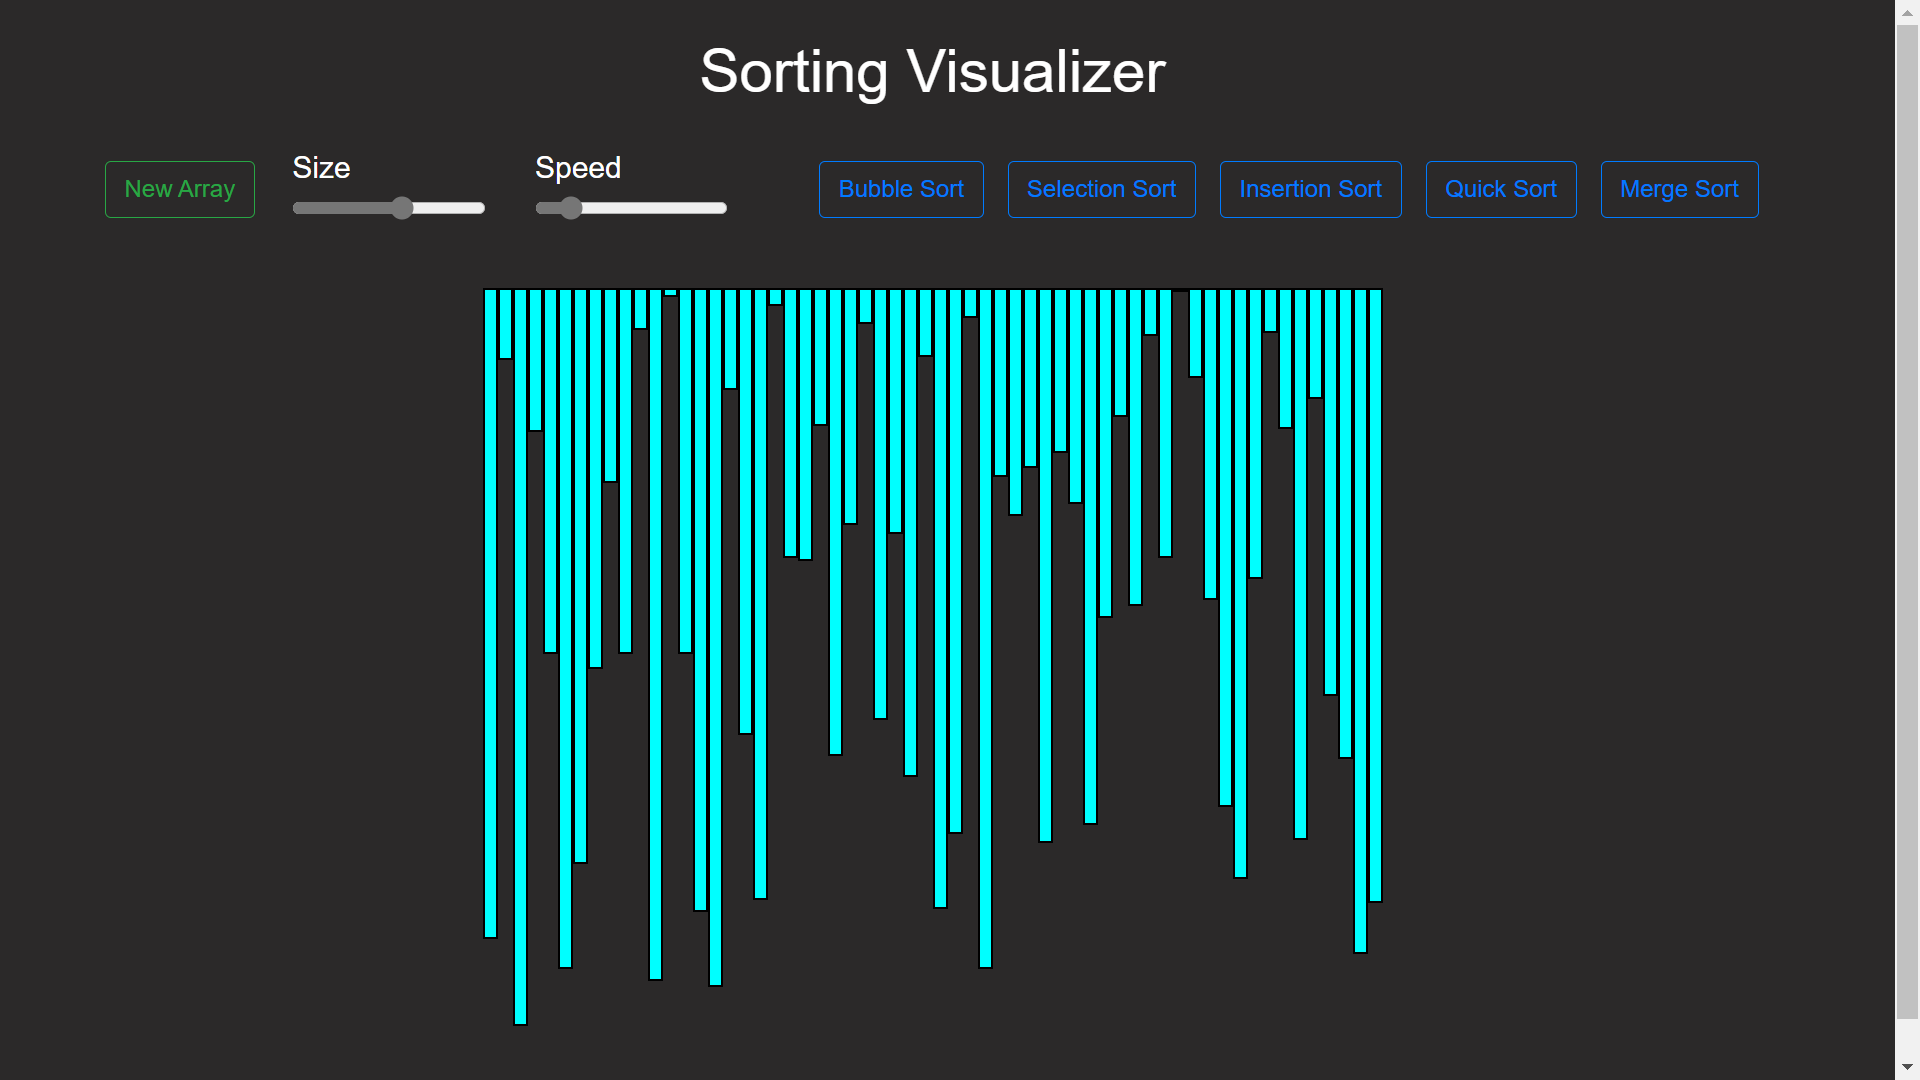 Sorting Visualizer
New Array
Size
Speed
Bubble Sort
Selection Sort
Insertion Sort
Quick Sort
Merge Sort